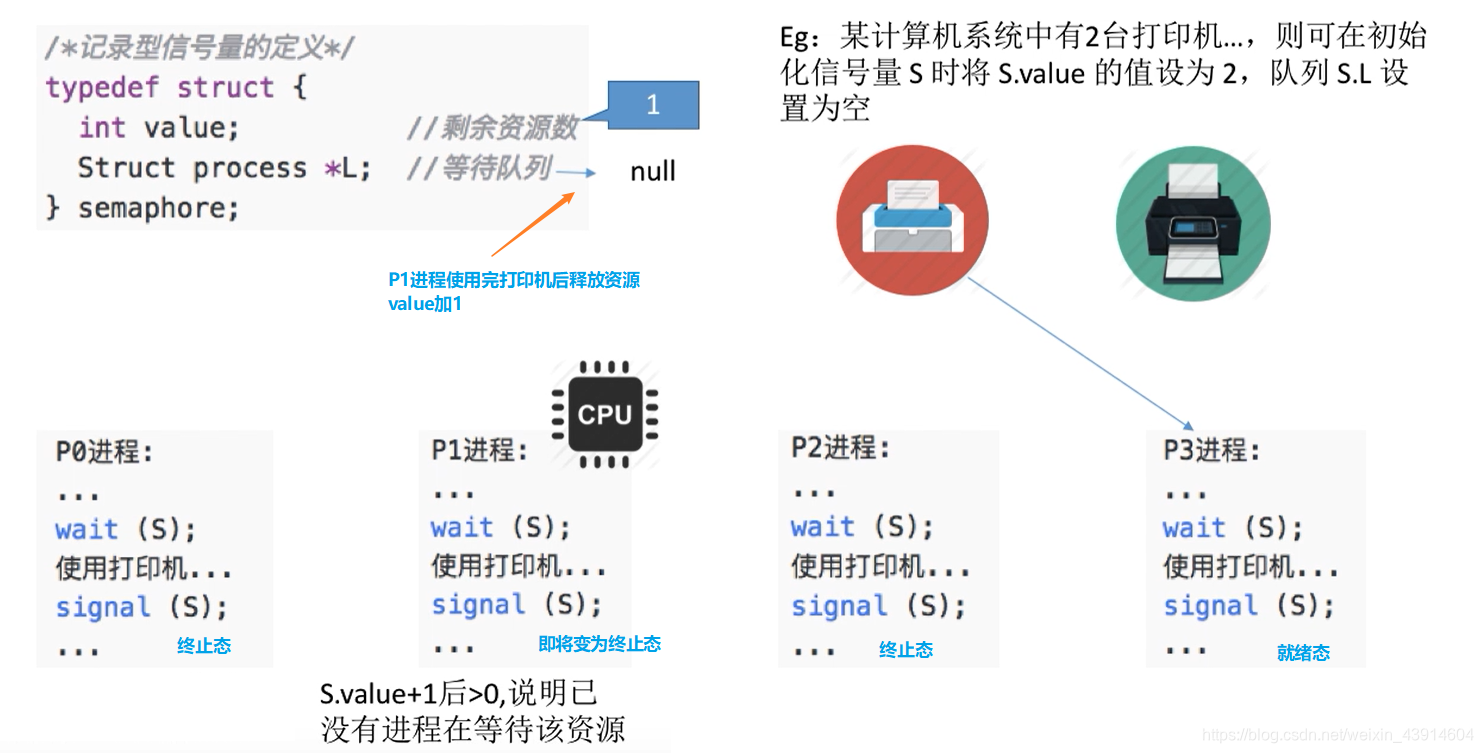 /*记录型信号量的定义*/
typedef struct {
int value; //剩余资源数
Struct process *L; //等待队列
} semaphore;
1
null
P1进程使用完打印机后释放资源
value加1
Eg：某计算机系统中有2台打印机...，则可在初始
化信号量 S 时将 S.value 的值设为 2，队列 S.L 设
置为空
CPU
P0进程:
...
wait (S);
使用打印机...
signal (S);
...
终止态
P1进程:
...
wait (S);
使用打印机...
signal (S);
...
即将变为终止态
P2进程:
...
wait (S);
使用打印机...
signal (S);
...
终止态
P3进程:
...
wait (S);
使用打印机...
signal (S);
...
就绪态
S.value+1后>0,说明已
没有进程在等待该资源
https://blog.csdn.net/weixin_43914604